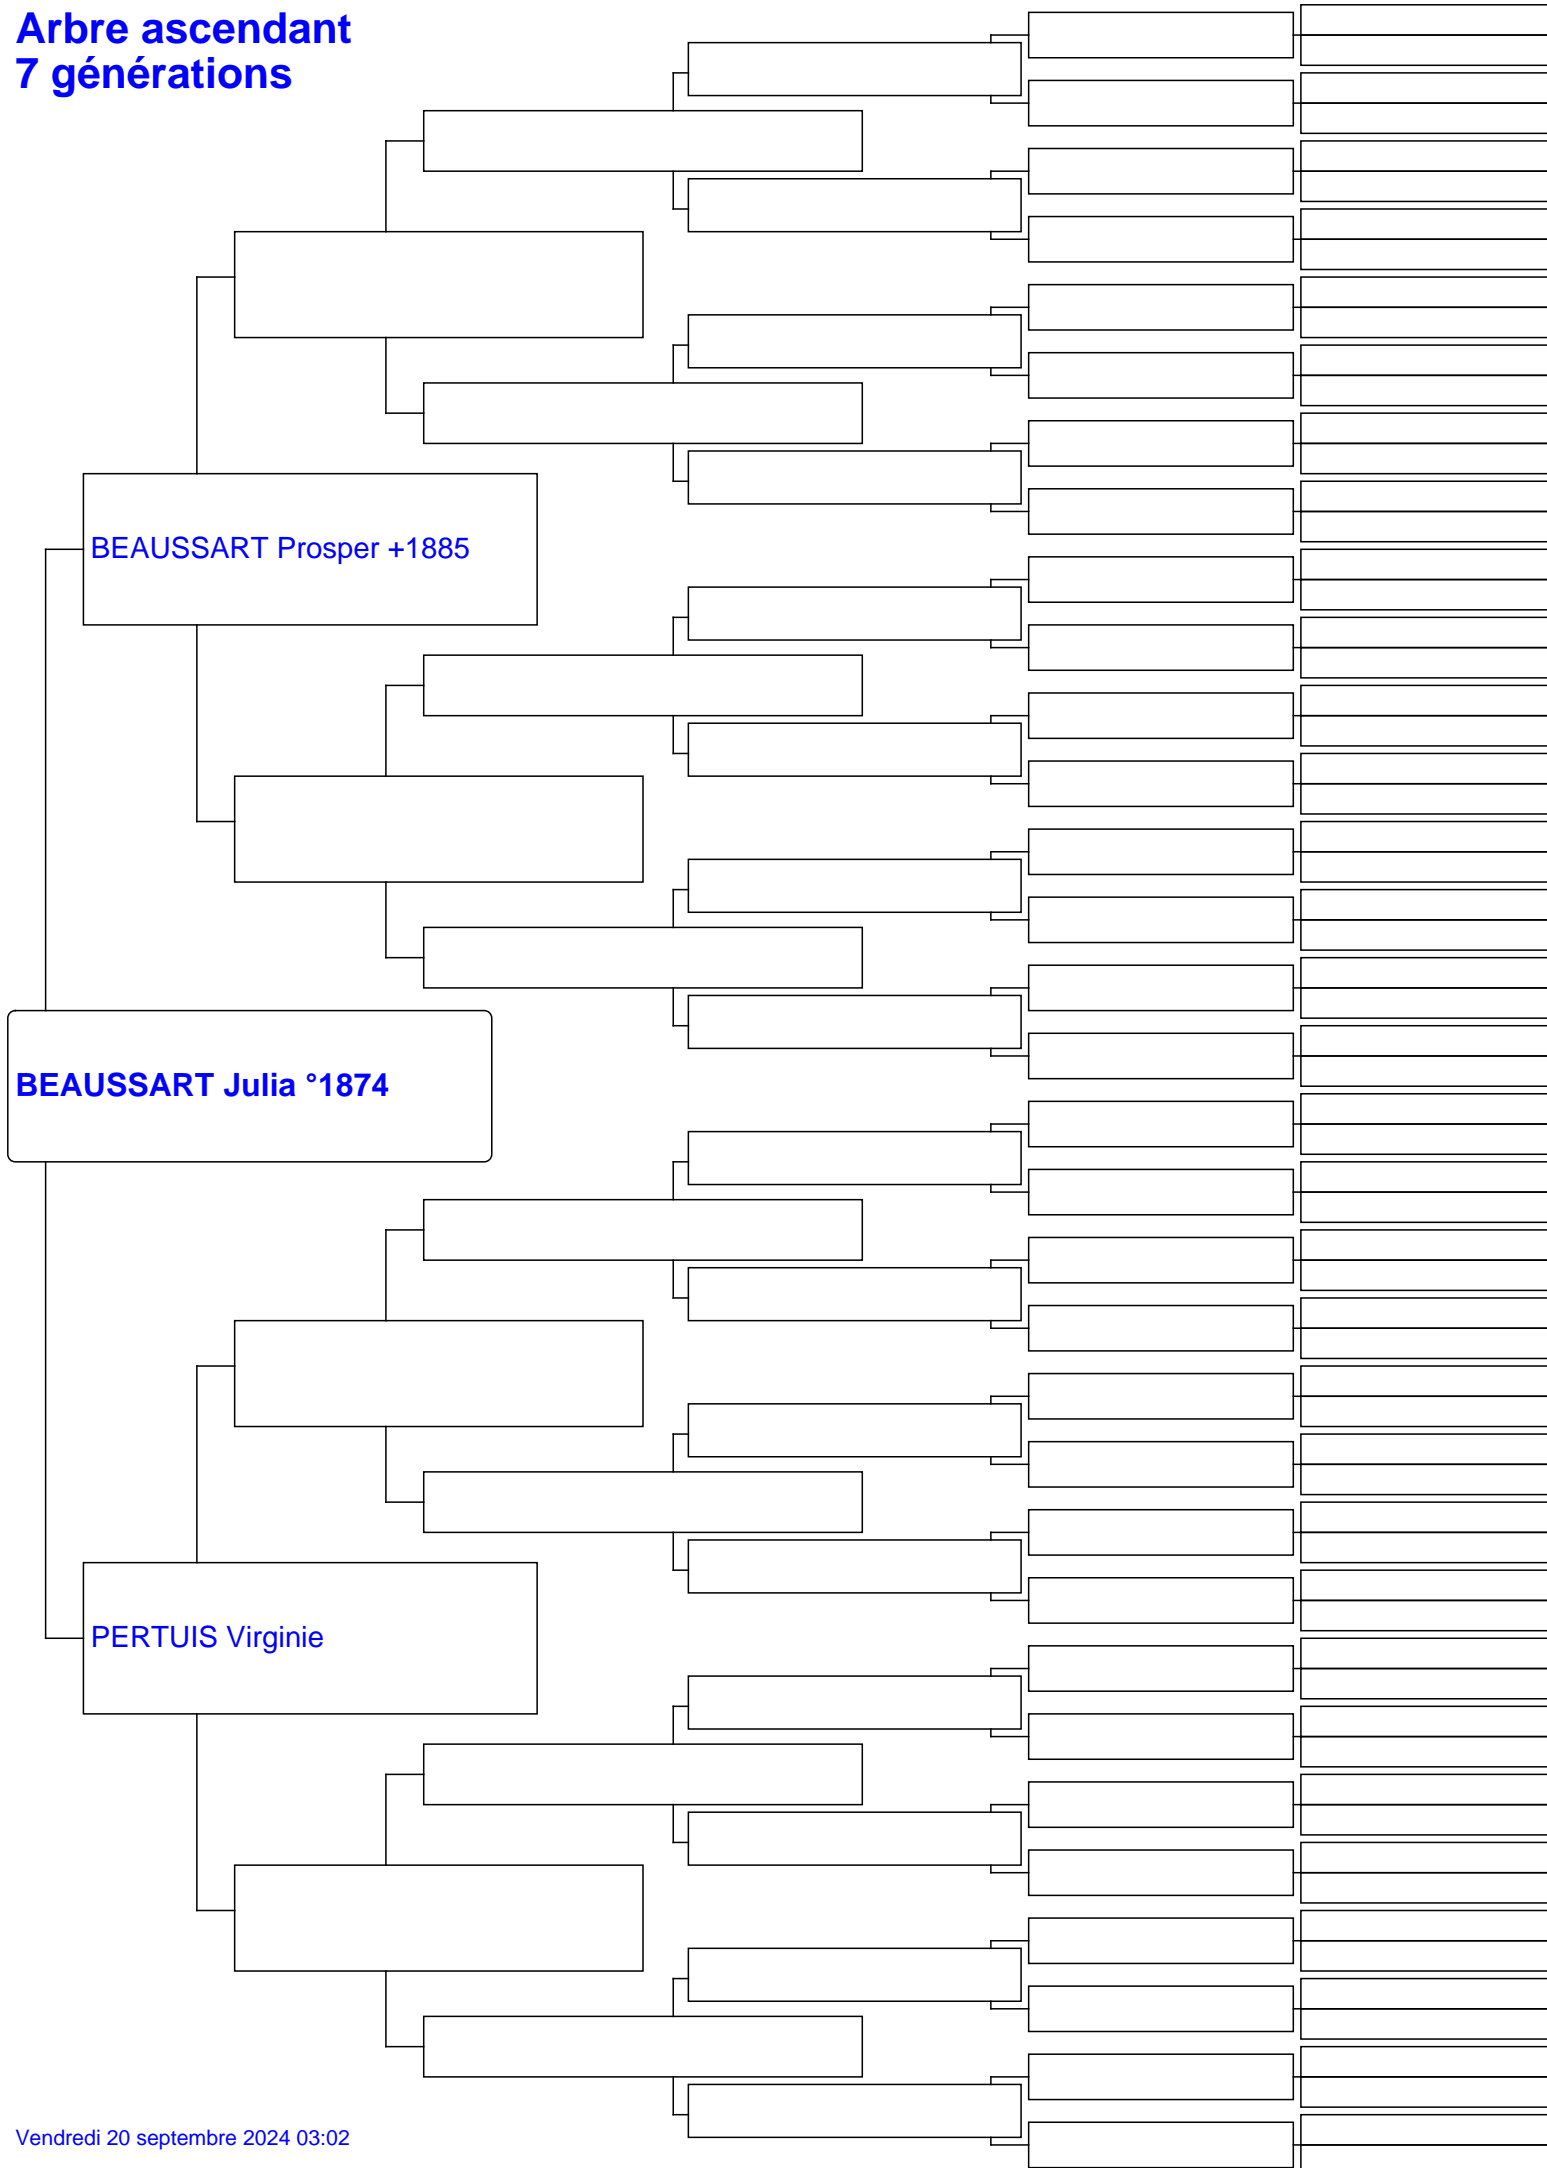 Arbre ascendant
7 générations
BEAUSSART Prosper +1885
BEAUSSART Julia °1874
PERTUIS Virginie
Vendredi 20 septembre 2024 03:02